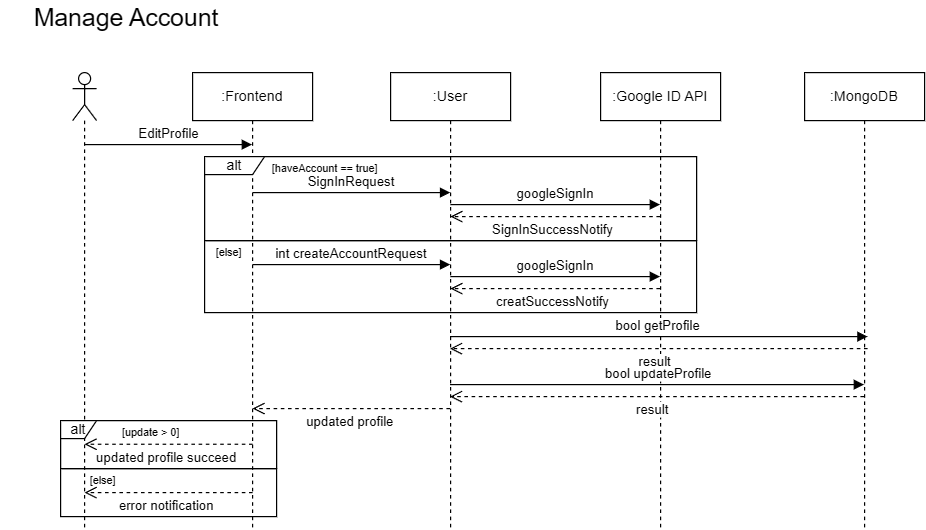 Manage Account
:Frontend
:User
:Google ID API
:MongoDB
EditProfile
alt
[haveAccount == true]
SignInRequest
googleSignIn
SignInSuccessNotify
[else]
int createAccountRequest
googleSignIn
creatSuccessNotify
bool getProfile
result
bool updateProfile
result
updated profile
alt
[update > 0]
updated profile succeed
[else]
error notification